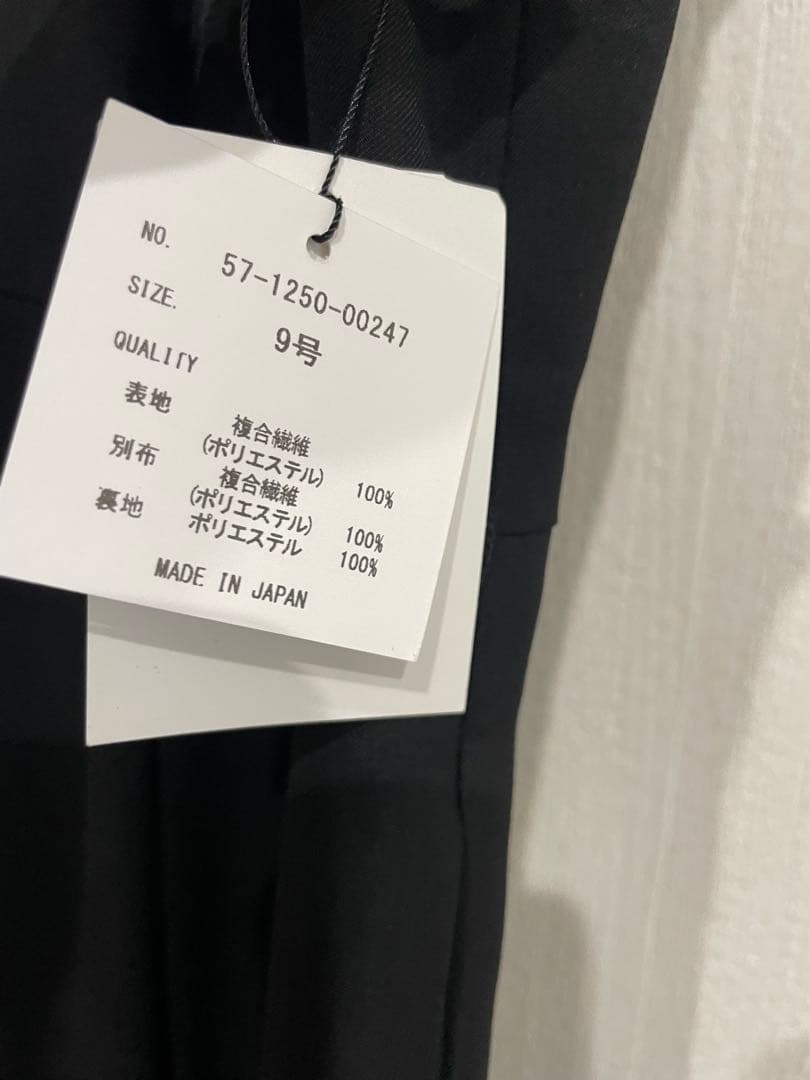 NO. 57-1250-00247
SIZE. 9号
QUALITY
表地 複合繊維
(ポリエステル) 100%
別布 複合繊維
(ポリエステル) 100%
裏地 ポリエステル 100%
MADE IN JAPAN